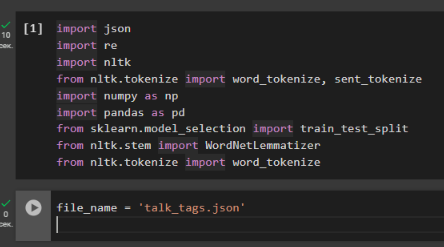 [1] import json
10 import re
сек. import nltk
from nltk.tokenize import word_tokenize, sent_tokenize
import numpy as np
import pandas as pd
from sklearn.model_selection import train_test_split
from nltk.stem import WordNetLemmatizer
from nltk.tokenize import word_tokenize
0 file_name = 'talk_tags.json'
сек.